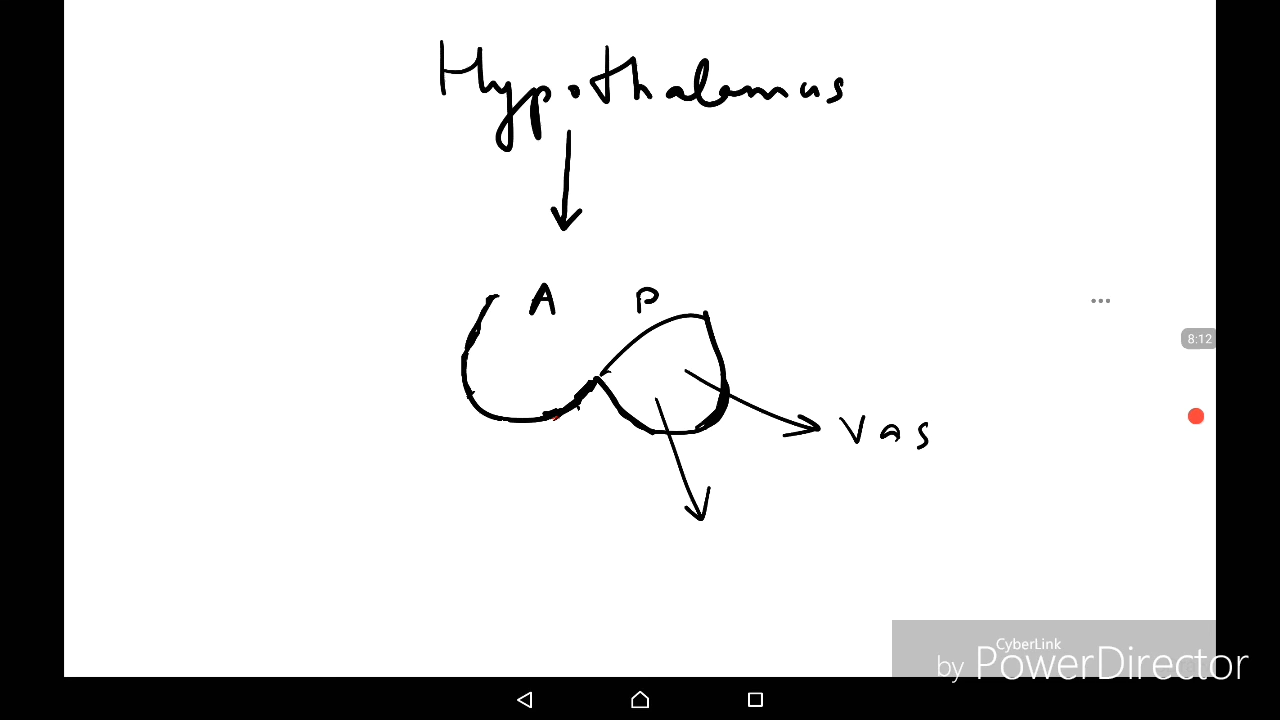 Hypothalamus
A P
...
8:12
Vas
CyberLink
by PowerDirector